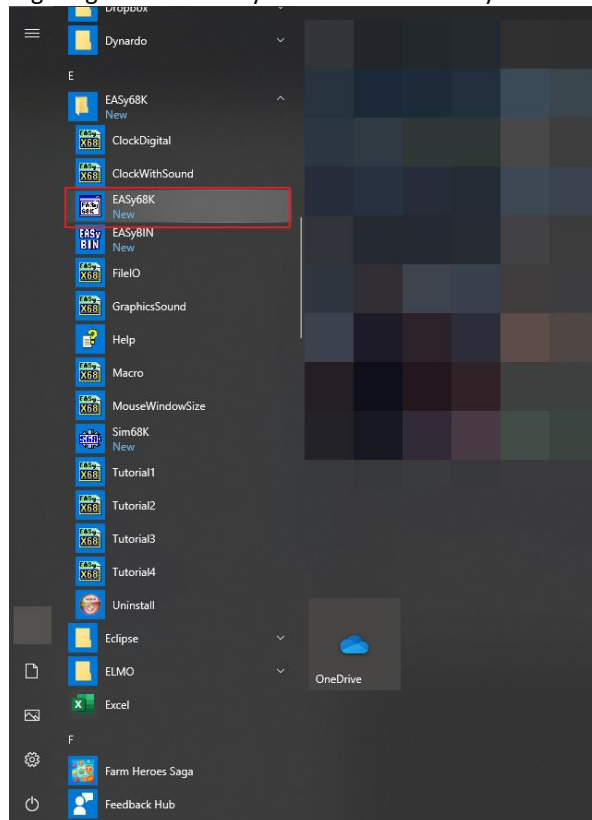 Dropbox
Dynardo
E
EASy68K
New
ClockDigital
ClockWithSound
EASy68K
New
EASyBIN
New
FileIO
GraphicsSound
Help
Macro
MouseWindowSize
Sim68K
New
Tutorial1
Tutorial2
Tutorial3
Tutorial4
Uninstall
Eclipse
ELMO
OneDrive
Excel
F
Farm Heroes Saga
Feedback Hub